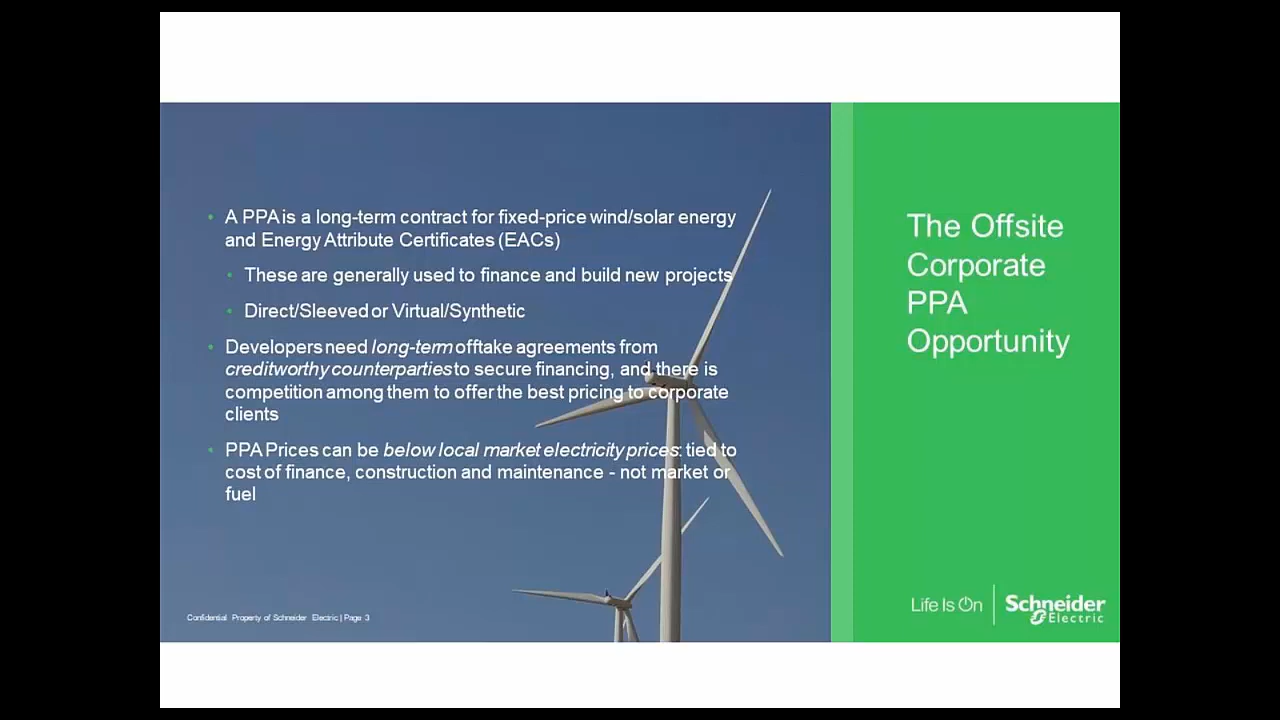 • A PPA is a long-term contract for fixed-price wind/solar energy
and Energy Attribute Certificates (EACs)
• These are generally used to finance and build new projects
• Direct/Sleeved or Virtual/Synthetic
• Developers need long-term offtake agreements from
creditworthy counterparties to secure financing, and there is
competition among them to offer the best pricing to corporate
clients
• PPA Prices can be below local market electricity prices: tied to
cost of finance, construction and maintenance - not market or
fuel
Confidential Property of Schneider Electric | Page 3
The Offsite
Corporate
PPA
Opportunity
Life Is On
Schneider
Electric